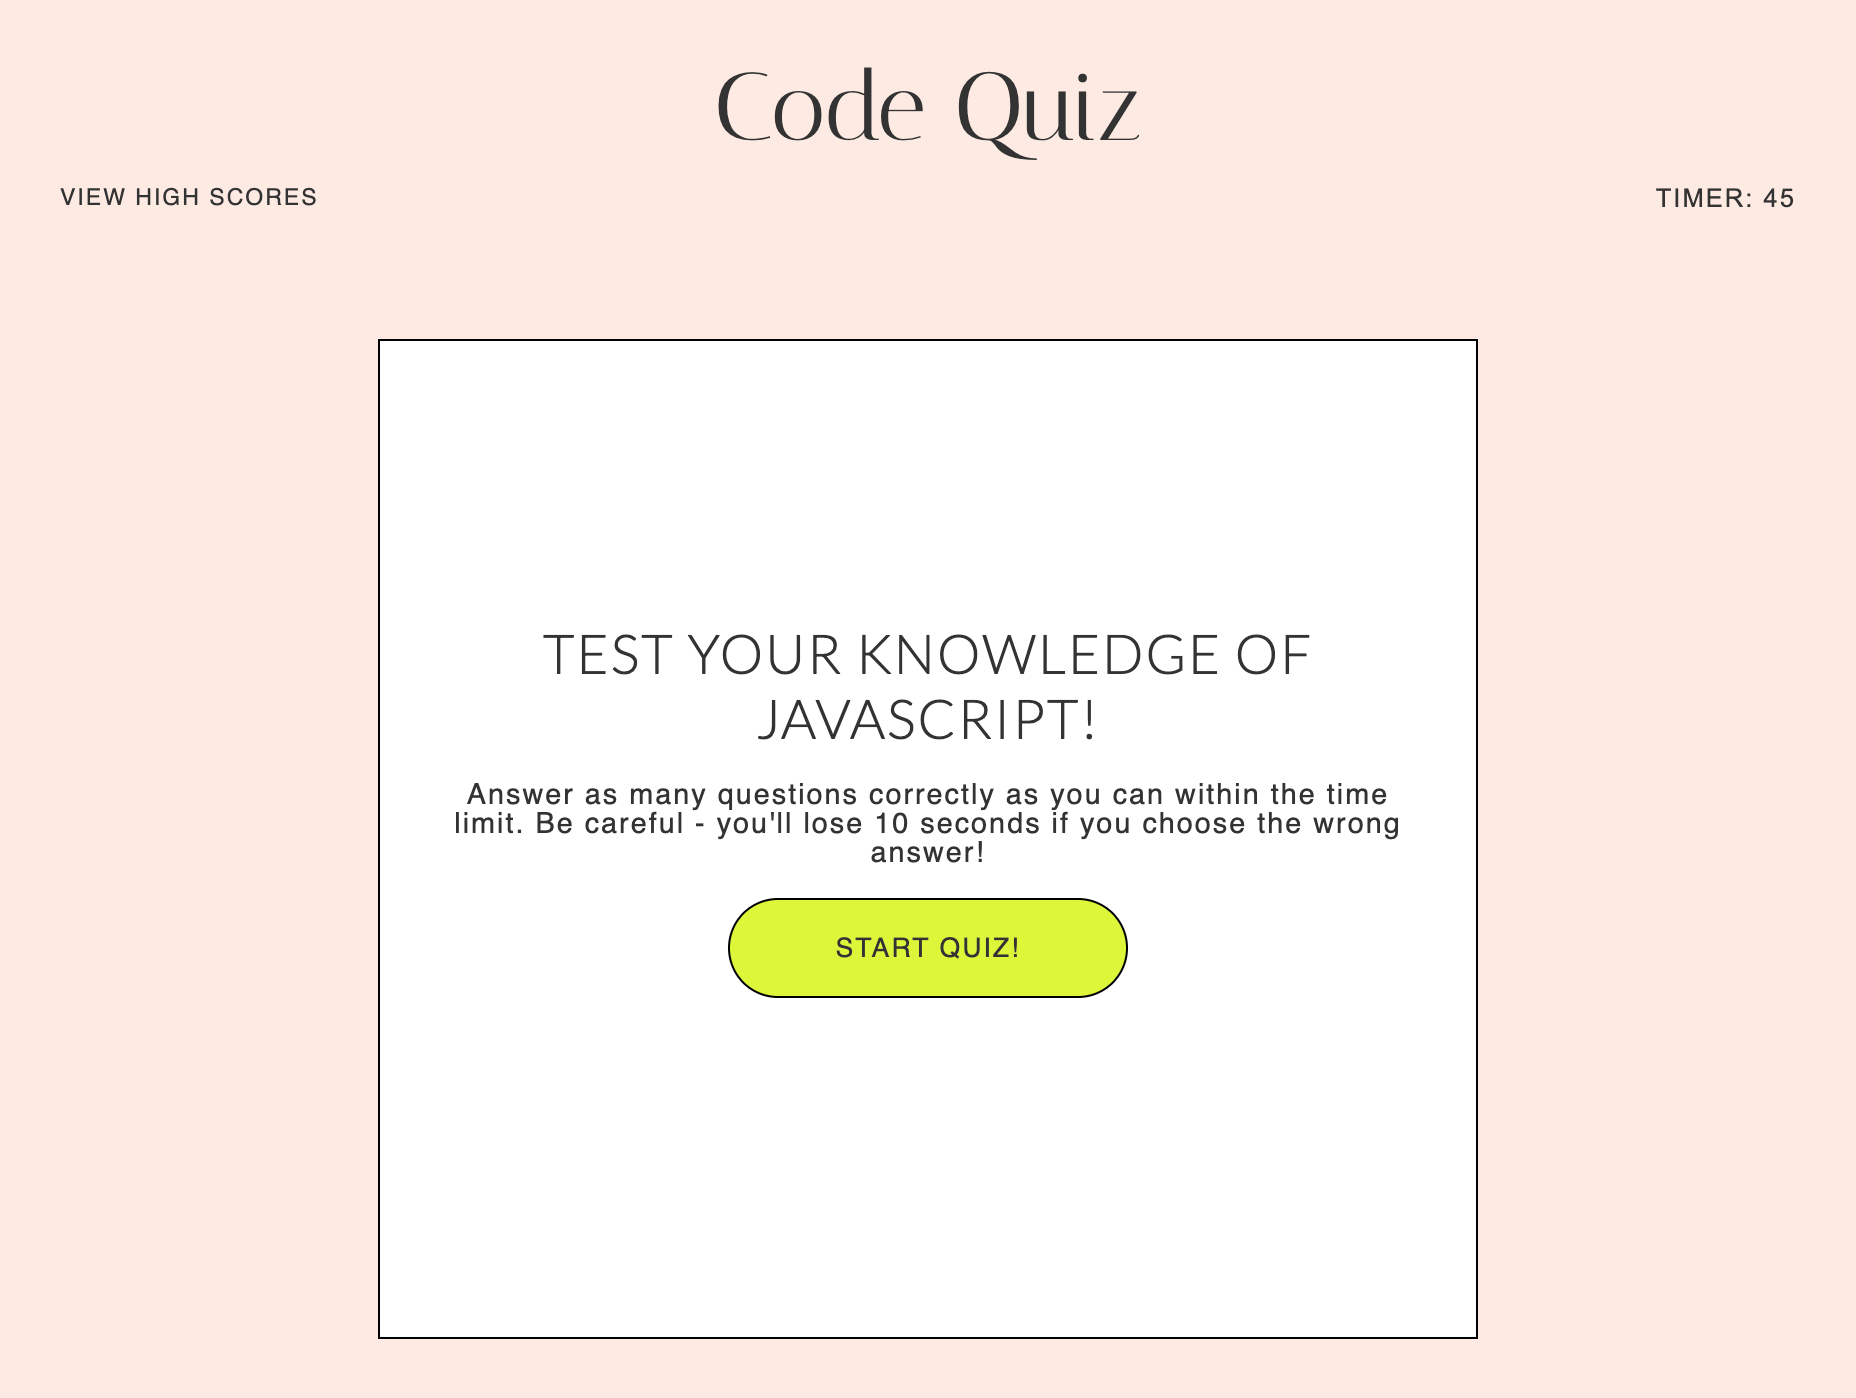 Code Quiz
VIEW HIGH SCORES
TIMER: 45
TEST YOUR KNOWLEDGE OF
JAVASCRIPT!
Answer as many questions correctly as you can within the time
limit. Be careful - you'll lose 10 seconds if you choose the wrong
answer!
START QUIZ!